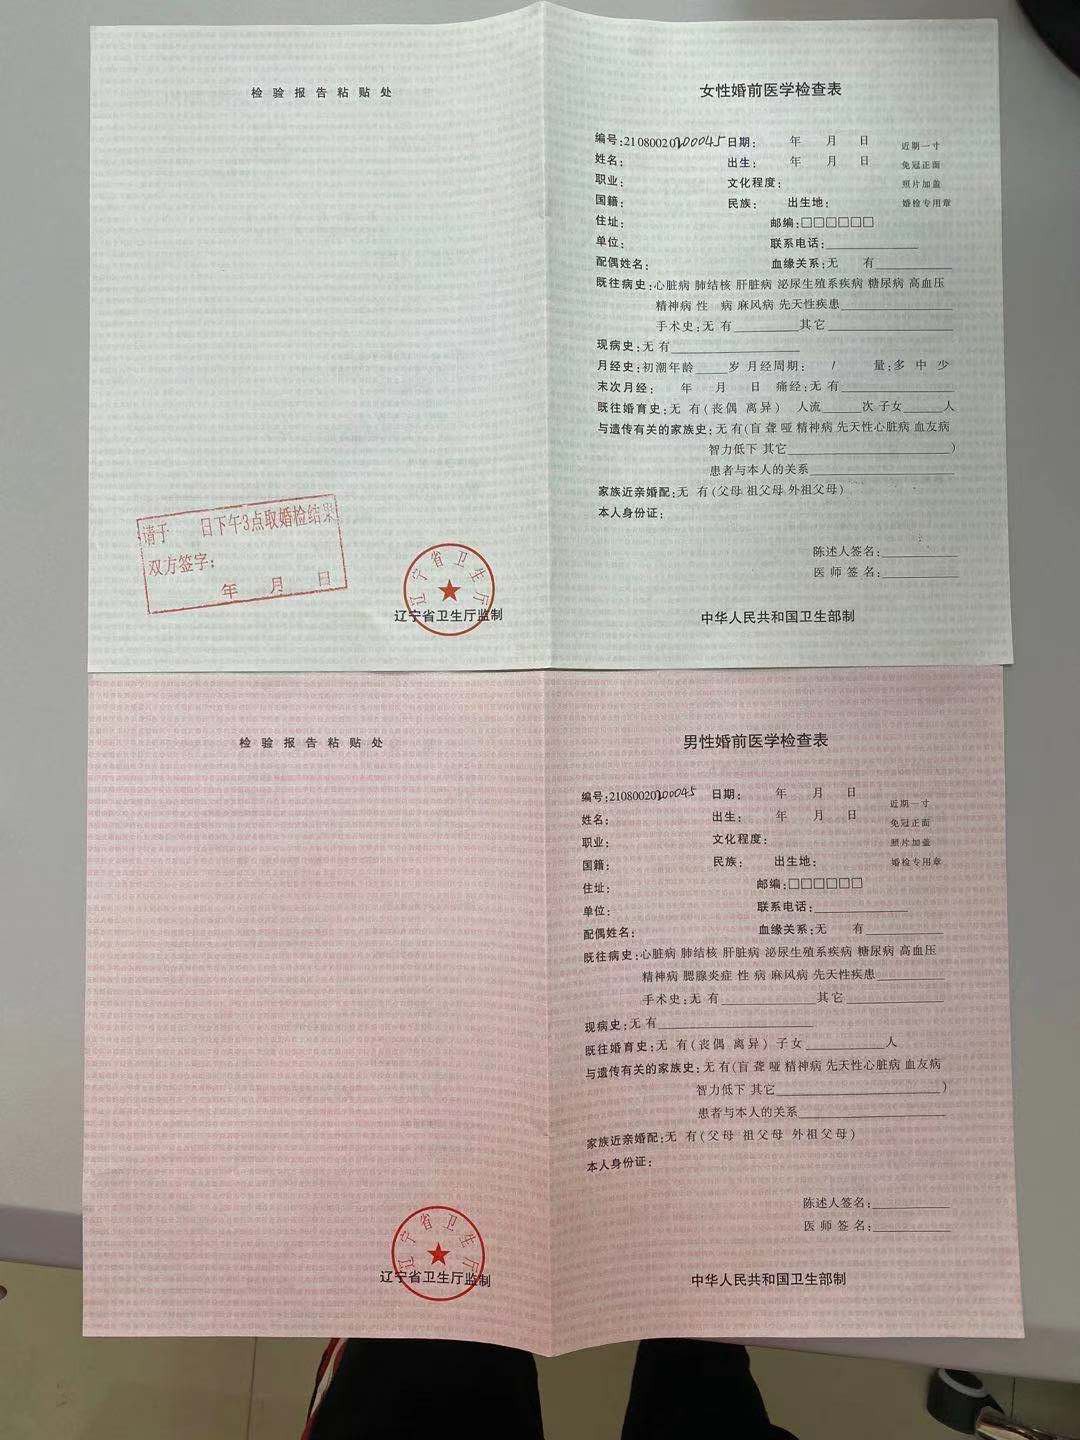 检验报告粘贴处
请于 日下午3点取婚检结果
双方签字：
年 月 日
辽宁省卫生厅
辽宁省卫生厅监制
女性婚前医学检查表
编号：21080020200045 日期： 年 月 日
近期一寸
免冠正面
照片加盖
婚检专用章
姓名： 出生： 年 月 日
职业： 文化程度：
国籍： 民族： 出生地：
住址： 邮编：□□□□□□
单位： 联系电话：
配偶姓名： 血缘关系：无 有
既往病史：心脏病 肺结核 肝脏病 泌尿生殖系疾病 糖尿病 高血压
精神病 性 病 麻风病 先天性疾患
手术史：无 有 其它
现病史：无 有
月经史：初潮年龄 岁 月经周期： / 量：多 中 少
末次月经： 年 月 日 痛经：无 有
既往婚育史：无 有（丧偶 离异） 人流 次 子女 人
与遗传有关的家族史：无 有（盲 聋 哑 精神病 先天性心脏病 血友病
智力低下 其它 ）
患者与本人的关系
家族近亲婚配：无 有（父母 祖父母 外祖父母）
本人身份证：
陈述人签名：
医师签名：
中华人民共和国卫生部制
检验报告粘贴处
辽宁省卫生厅
辽宁省卫生厅监制
男性婚前医学检查表
编号：21080020200045 日期： 年 月 日
近期一寸
免冠正面
照片加盖
婚检专用章
姓名： 出生： 年 月 日
职业： 文化程度：
国籍： 民族： 出生地：
住址： 邮编：□□□□□□
单位： 联系电话：
配偶姓名： 血缘关系：无 有
既往病史：心脏病 肺结核 肝脏病 泌尿生殖系疾病 糖尿病 高血压
精神病 腮腺炎症 性 病 麻风病 先天性疾患
手术史：无 有 其它
现病史：无 有
既往婚育史：无 有（丧偶 离异） 子女 人
与遗传有关的家族史：无 有（盲 聋 哑 精神病 先天性心脏病 血友病
智力低下 其它 ）
患者与本人的关系
家族近亲婚配：无 有（父母 祖父母 外祖父母）
本人身份证：
陈述人签名：
医师签名：
中华人民共和国卫生部制